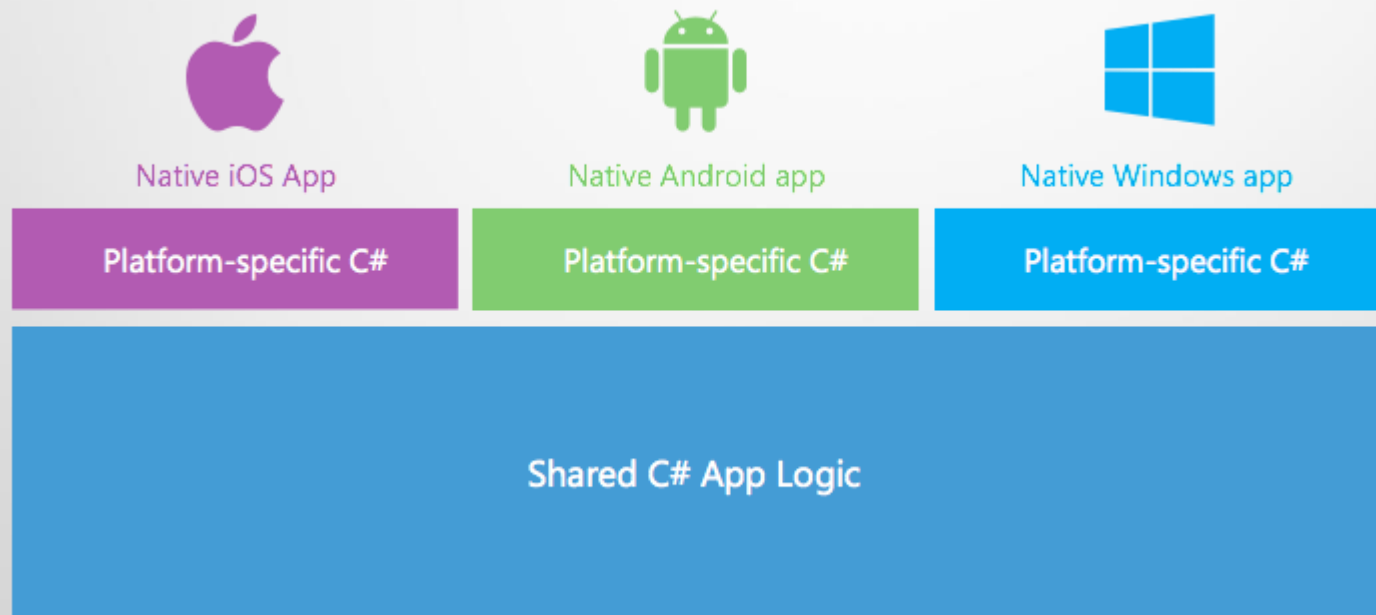 Native iOS App
Native Android app
Native Windows app
Platform-specific C#
Platform-specific C#
Platform-specific C#
Shared C# App Logic